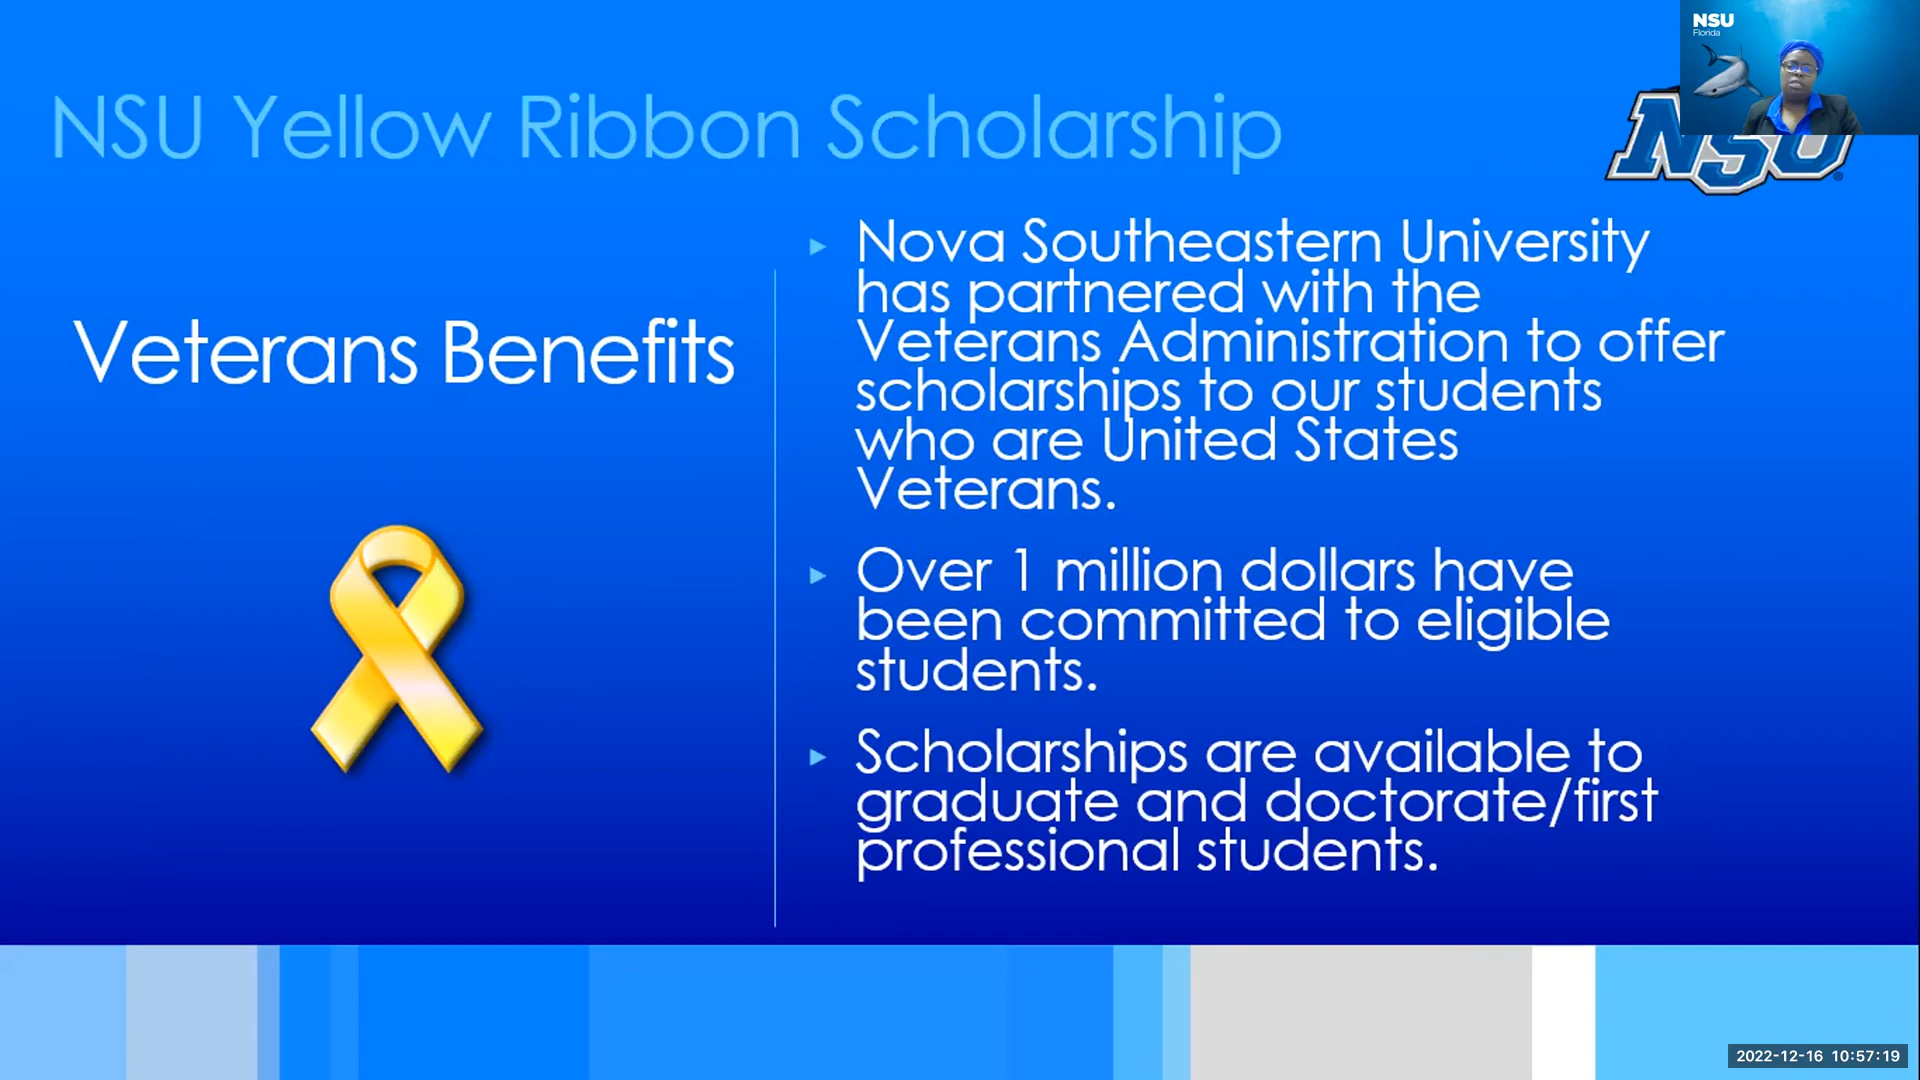 NSU
Florida
NSU Yellow Ribbon Scholarship
NSU
Veterans Benefits
Nova Southeastern University
has partnered with the
Veterans Administration to offer
scholarships to our students
who are United States
Veterans.
Over 1 million dollars have
been committed to eligible
students.
Scholarships are available to
graduate and doctorate/first
professional students.
2022-12-16 10:57:19